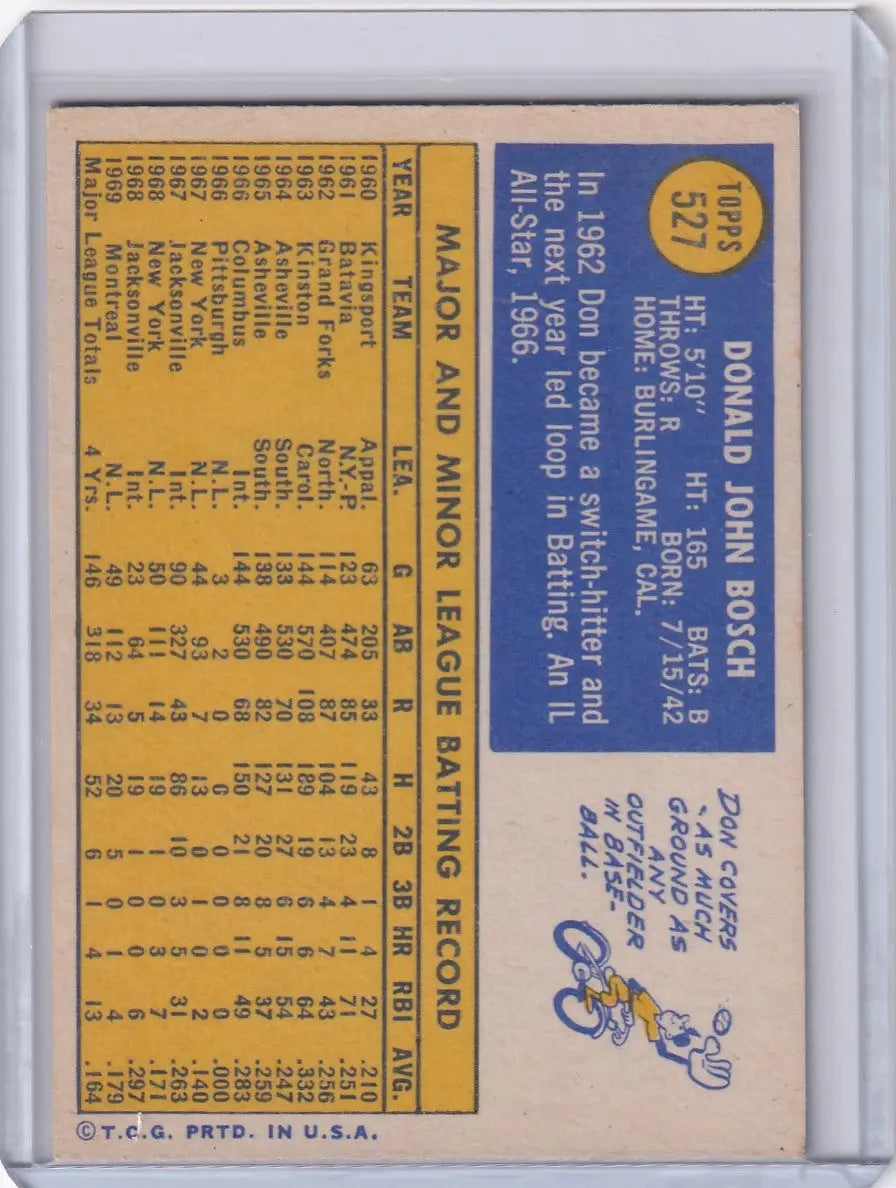 TOPPS
527
DONALD JOHN BOSCH
HT: 5'10" HT: 165 BATS: B
THROWS: R BORN: 7/15/42
HOME: BURLINGAME, CAL.
In 1962 Don became a switch-hitter and
the next year led loop in Batting. An IL
All-Star, 1966.
DON COVERS
AS MUCH
GROUND AS
ANY
OUTFIELDER
IN BASE-
BALL.
MAJOR AND MINOR LEAGUE BATTING RECORD
YEAR TEAM LEA. G AB R H 2B 3B HR RBI AVG.
1960 Kingsport Appal. 63 205 33 43 8 1 4 27 .210
1961 Batavia N.Y.-P. 123 474 85 119 23 4 11 71 .251
1962 Grand Forks North. 114 407 87 104 13 4 7 43 .256
1963 Kinston Carol. 144 570 108 189 19 6 6 64 .332
1964 Asheville South. 133 530 70 131 27 6 15 54 .247
1965 Asheville South. 138 490 82 127 20 8 5 37 .259
1966 Columbus Int. 144 530 68 150 21 8 11 49 .283
1966 Pittsburgh N.L. 3 2 0 6 0 0 0 0 .000
1967 New York N.L. 44 93 7 13 0 1 0 2 .140
1967 Jacksonville Int. 90 327 43 86 10 3 5 31 .263
1968 New York N.L. 50 111 14 19 1 0 3 7 .171
1968 Jacksonville Int. 23 64 5 19 1 0 0 6 .297
1969 Montreal N.L. 49 112 13 20 5 0 1 4 .179
Major League Totals 4 Yrs. 146 318 34 52 6 1 4 13 .164
©T.C.G. PRTD. IN U.S.A.